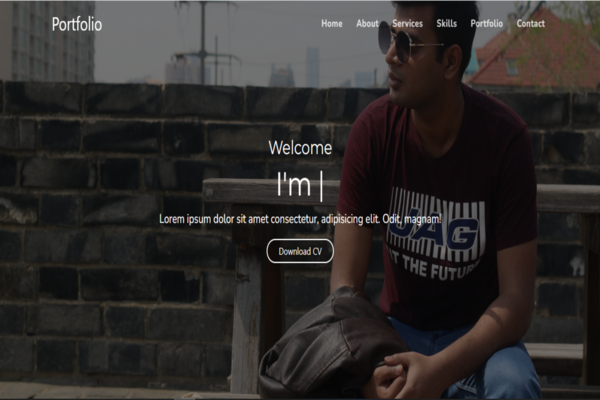 Portfolio
Home About Services Skills Portfolio Contact
Welcome
I'm |
Lorem ipsum dolor sit amet consectetur, adipisicing elit. Odit, magnam!
Download CV
JAG
THE FUTURE